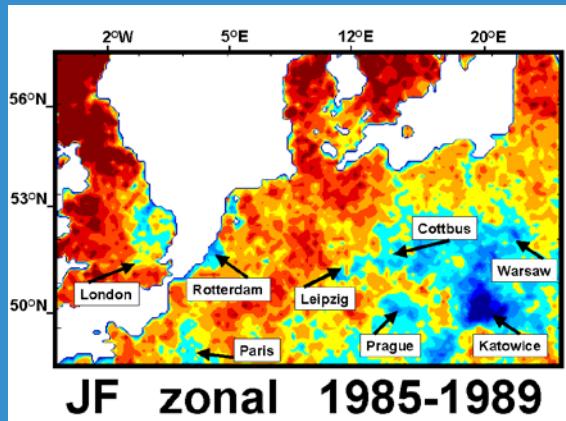 2°W 5°E 12°E 20°E
56°N
53°N
Cottbus
Warsaw
London
Rotterdam
Leipzig
50°N
Paris
Prague
Katowice
JF zonal 1985-1989